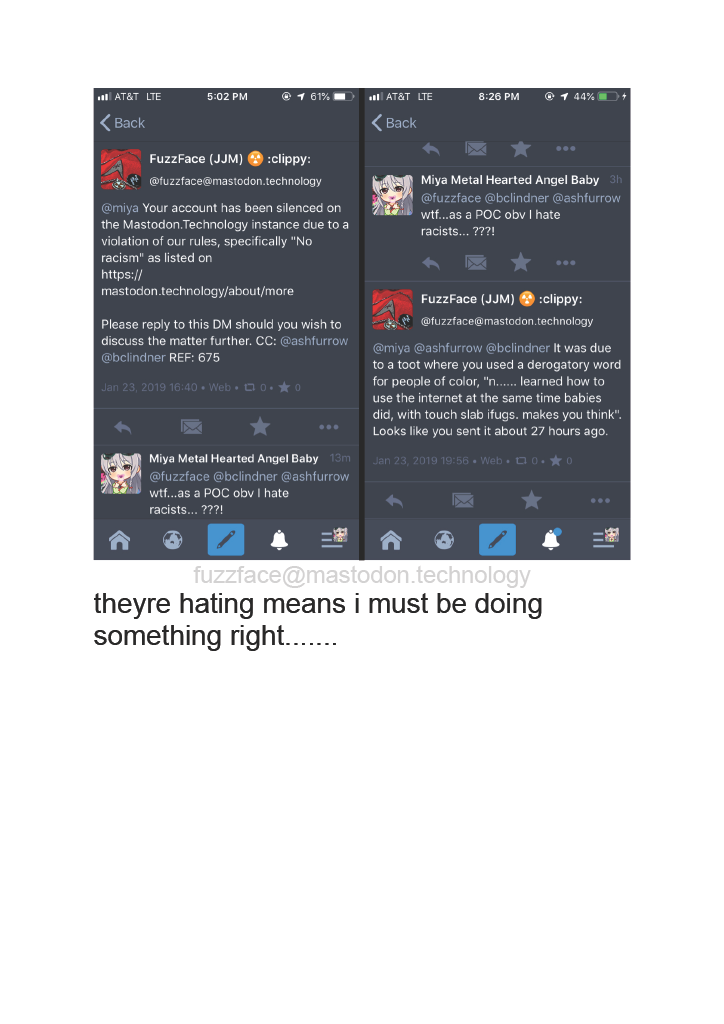 AT&T LTE 5:02 PM 61%
Back
FuzzFace (JJM) :clippy:
@fuzzface@mastodon.technology
@miya Your account has been silenced on
the Mastodon.Technology instance due to a
violation of our rules, specifically "No
racism" as listed on
https://
mastodon.technology/about/more
Please reply to this DM should you wish to
discuss the matter further. CC: @ashfurrow
@bclindner REF: 675
Jan 23, 2019 16:40 • Web • 0 • 0
Miya Metal Hearted Angel Baby 13m
@fuzzface @bclindner @ashfurrow
wtf...as a POC obv I hate
racists... ???!
AT&T LTE 8:26 PM 44%
Back
Miya Metal Hearted Angel Baby 3h
@fuzzface @bclindner @ashfurrow
wtf...as a POC obv I hate
racists... ???!
FuzzFace (JJM) :clippy:
@fuzzface@mastodon.technology
@miya @ashfurrow @bclindner It was due
to a toot where you used a derogatory word
for people of color, "n...... learned how to
use the internet at the same time babies
did, with touch slab ifugs. makes you think".
Looks like you sent it about 27 hours ago.
Jan 23, 2019 19:56 • Web • 0 • 0
fuzzface@mastodon.technology
theyre hating means i must be doing
something right.......